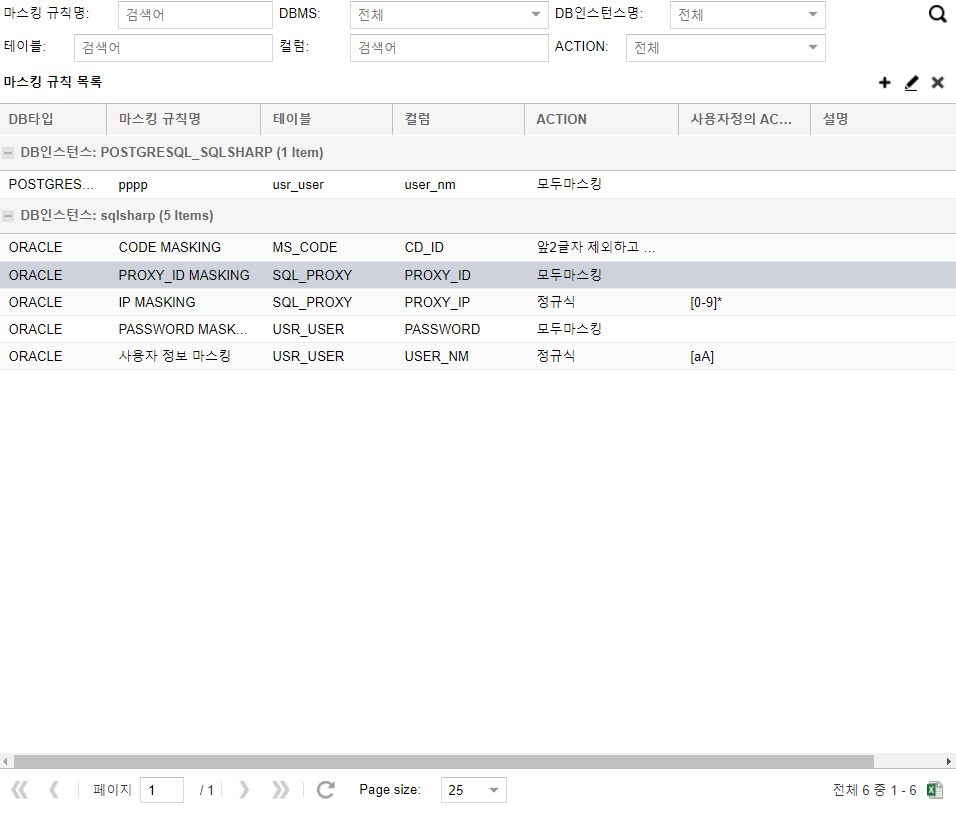 마스킹 규칙명: 검색어 DBMS: 전체 DB인스턴스명: 전체
테이블: 검색어 컬럼: 검색어 ACTION: 전체
마스킹 규칙 목록
DB타입 마스킹 규칙명 테이블 컬럼 ACTION 사용자정의 AC... 설명
DB인스턴스: POSTGRESQL_SQLSHARP (1 Item)
POSTGRES... pppp usr_user user_nm 모두마스킹
DB인스턴스: sqlsharp (5 Items)
ORACLE CODE MASKING MS_CODE CD_ID 앞2글자 제외하고 ...
ORACLE PROXY_ID MASKING SQL_PROXY PROXY_ID 모두마스킹
ORACLE IP MASKING SQL_PROXY PROXY_IP 정규식 [0-9]*
ORACLE PASSWORD MASK... USR_USER PASSWORD 모두마스킹
ORACLE 사용자 정보 마스킹 USR_USER USER_NM 정규식 [aA]
페이지 1 / 1 Page size: 25 전체 6 중 1 - 6